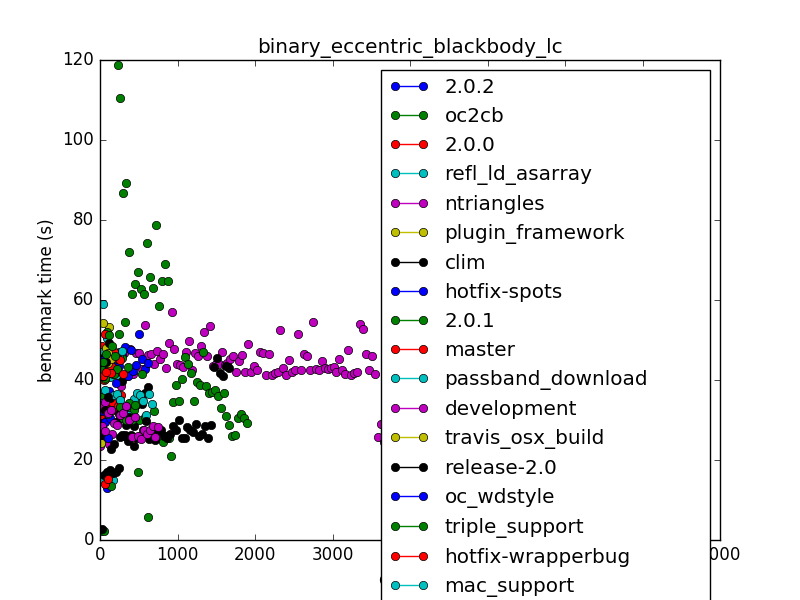 binary_eccentric_blackbody_lc
120
100
80
60
40
20
0
benchmark time (s)
0
1000
2000
3000
000
2.0.2
oc2cb
2.0.0
refl_ld_asarray
ntriangles
plugin_framework
clim
hotfix-spots
2.0.1
master
passband_download
development
travis_osx_build
release-2.0
oc_wdstyle
triple_support
hotfix-wrapperbug
mac_support